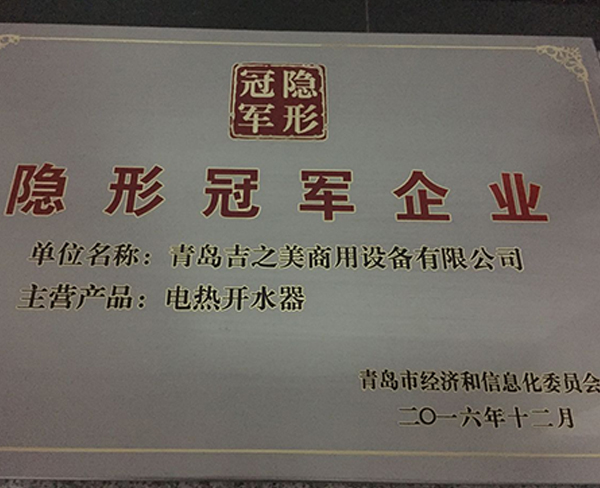 隐形
冠军
隐形冠军企业
单位名称：青岛吉之美商用设备有限公司
主营产品：电热开水器
青岛市经济和信息化委员会
二〇一六年十二月